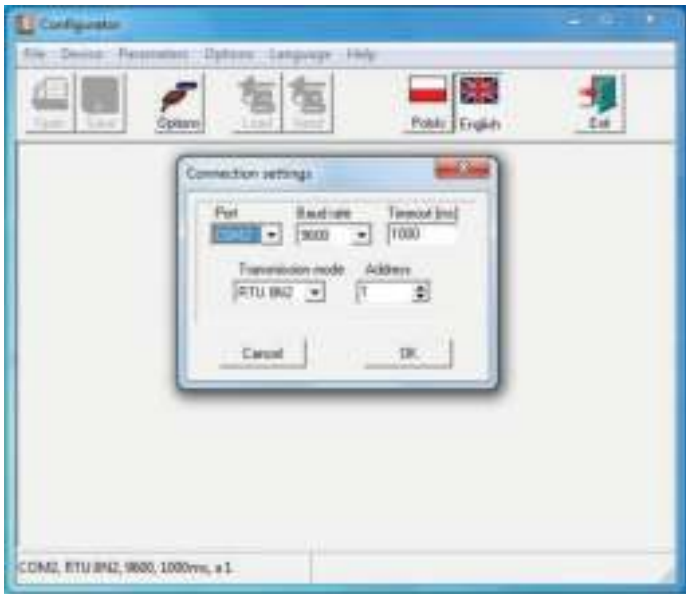 Configurator
File Device Parameters Options Language Help
Open Save Options Load Send Polski English Exit
Connection settings
Port Baud rate Timeout [ms]
COM2 9600 1000
Transmission mode Address
RTU 8N2 1
Cancel OK
COM2, RTU 8N2, 9600, 1000ms, a 1